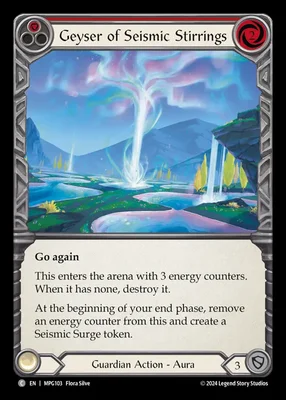 Geyser of Seismic Stirrings
Go again
This enters the arena with 3 energy counters.
When it has none, destroy it.
At the beginning of your end phase, remove
an energy counter from this and create a
Seismic Surge token.
Guardian Action - Aura
3
C EN | MPG103 Flora Silve
©2024 Legend Story Studios